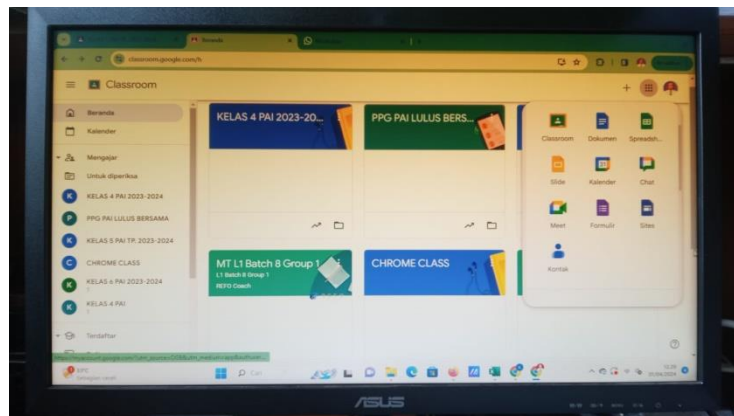 Beranda
classroom.google.com/h
Classroom
Beranda
Kalender
Mengajar
Untuk diperiksa
K KELAS 4 PAI 2023-2024
P PPG PAI LULUS BERSAMA
K KELAS 5 PAI TP. 2023-2024
C CHROME CLASS
K KELAS 6 PAI 2023-2024
K KELAS 4 PAI
Terdaftar
KELAS 4 PAI 2023-20...
PPG PAI LULUS BERS...
MT L1 Batch 8 Group 1
L1 Batch 8 Group 1
REFO Coach
CHROME CLASS
Classroom Dokumen Spreadsh...
Slide Kalender Chat
Meet Formulir Sites
Kontak
Cari
ASUS